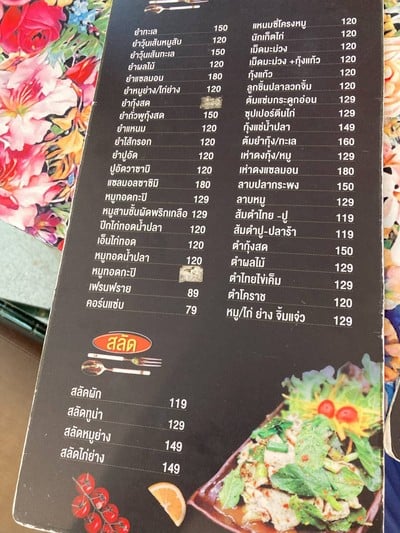 ยำทะเล 150
ยำวุ้นเส้นหมูสับ 120
ยำวุ้นเส้นทะเล 150
ยำผลไม้ 120
ยำแซลมอน 180
ยำหมูย่าง/ไก่ย่าง 120
ยำกุ้งสด
ยำถั่วพูกุ้งสด 150
ยำแหนม 120
ยำไส้กรอก 120
ยำปูอัด 120
ปูอัดวาซาบิ 120
แซลมอลซาซิมิ 180
หมูทอดกะปิ 129
หมูสามชั้นผัดพริกเกลือ 129
ปีกไก่ทอดน้ำปลา 120
เอ็นไก่ทอด 120
หมูทอดน้ำปลา 120
หมูทอดกะปิ
เฟรนฟราย 89
คอร์นแซ่บ 79
แหนมซี่โครงหมู 120
นักเก็ตไก่ 120
เม็ดมะม่วง 120
เม็ดมะม่วง +กุ้งแก้ว 120
กุ้งแก้ว 120
ลูกชิ้นปลาลวกจิ้ม 120
ต้มแซ่บกระดูกอ่อน 129
ซุปเปอร์ตีนไก่ 129
กุ้งแช่น้ำปลา 149
ต้มยำกุ้ง/ทะเล 160
เห่าดงกุ้ง/หมู 129
เห่าดงแซลมอน 180
ลาบปลากระพง 150
ลาบหมู 129
ส้มตำไทย -ปู 119
ส้มตำปู-ปลาร้า 119
ตำกุ้งสด 150
ตำผลไม้ 129
ตำไทยไข่เค็ม 129
ตำโคราช 120
หมู/ไก่ ย่าง จิ้มแจ่ว 129
สลัด
สลัดผัก 119
สลัดทูน่า 129
สลัดหมูย่าง 149
สลัดไก่ย่าง 149